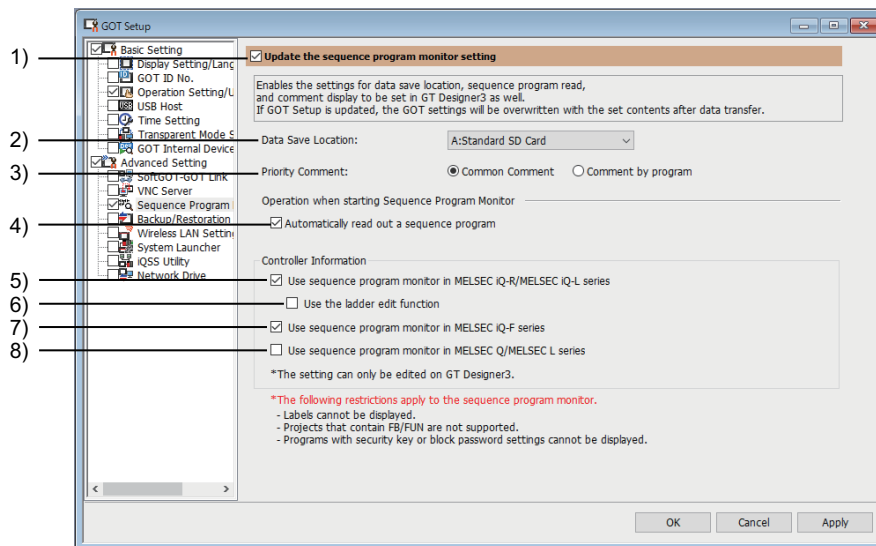 GOT Setup
Basic Setting
Display Setting/Lang
GOT ID No.
Operation Setting/U
USB Host
Time Setting
Transparent Mode S
GOT Internal Device
Advanced Setting
SoftGOT-GOT Link
VNC Server
Sequence Program
Backup/Restoration
Wireless LAN Settin
System Launcher
iQSS Utility
Network Drive
1)
Update the sequence program monitor setting
Enables the settings for data save location, sequence program read,
and comment display to be set in GT Designer3 as well.
If GOT Setup is updated, the GOT settings will be overwritten with the set contents after data transfer.
2)
Data Save Location: A:Standard SD Card
3)
Priority Comment: Common Comment Comment by program
Operation when starting Sequence Program Monitor
4)
Automatically read out a sequence program
Controller Information
5)
Use sequence program monitor in MELSEC iQ-R/MELSEC iQ-L series
6)
Use the ladder edit function
7)
Use sequence program monitor in MELSEC iQ-F series
8)
Use sequence program monitor in MELSEC Q/MELSEC L series
*The setting can only be edited on GT Designer3.
*The following restrictions apply to the sequence program monitor.
- Labels cannot be displayed.
- Projects that contain FB/FUN are not supported.
- Programs with security key or block password settings cannot be displayed.
OK Cancel Apply